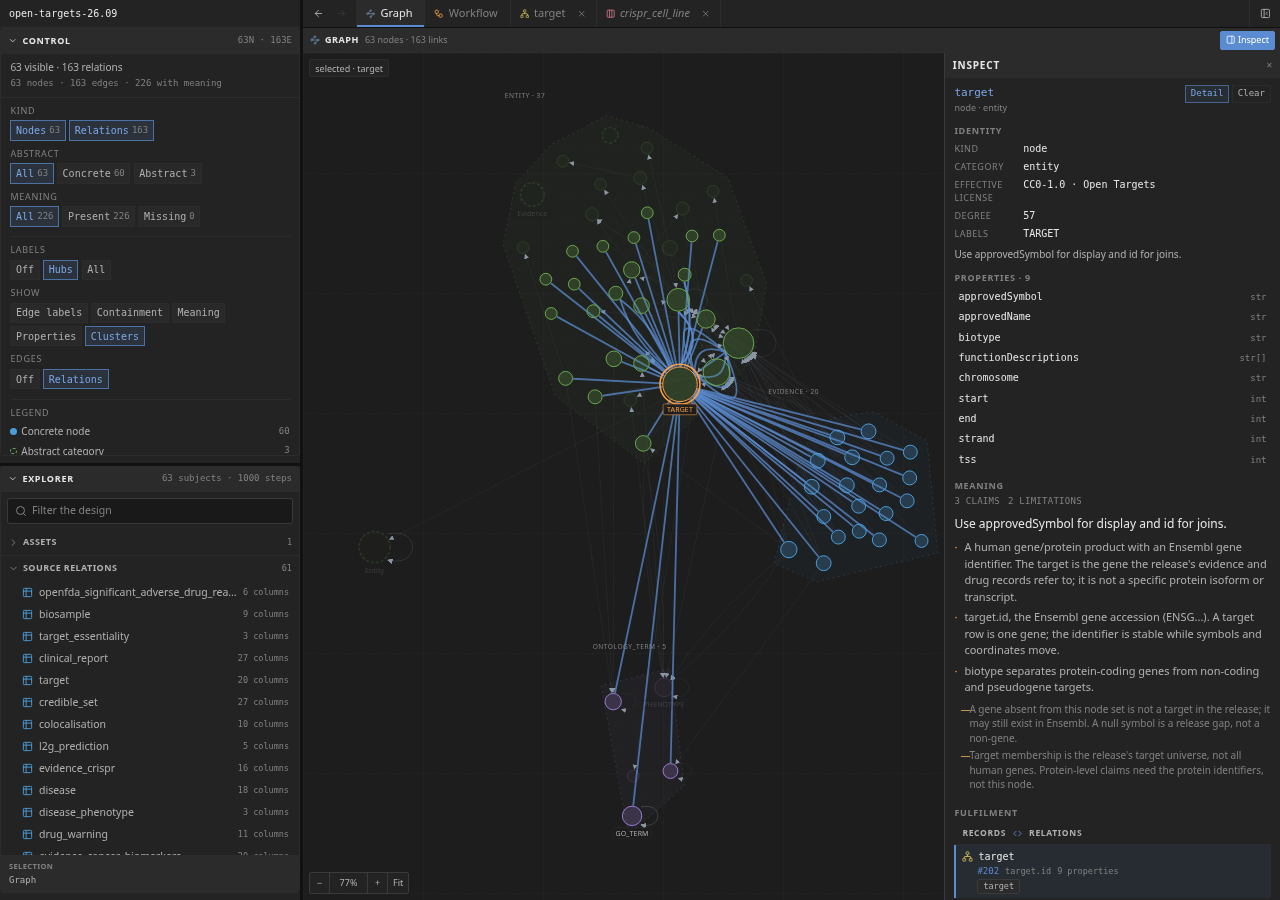 open-targets-26.09
CONTROL 63N · 163E
63 visible · 163 relations
63 nodes · 163 edges · 226 with meaning
KIND
Nodes 63 Relations 163
ABSTRACT
All 63 Concrete 60 Abstract 3
MEANING
All 226 Present 226 Missing 0
LABELS
Off Hubs All
SHOW
Edge labels Containment Meaning
Properties Clusters
EDGES
Off Relations
LEGEND
Concrete node 60
Abstract category 3
EXPLORER 63 subjects · 1000 steps
Filter the design
ASSETS 1
SOURCE RELATIONS 61
openfda_significant_adverse_drug_rea... 6 columns
biosample 9 columns
target_essentiality 3 columns
clinical_report 27 columns
target 20 columns
credible_set 27 columns
colocalisation 10 columns
l2g_prediction 5 columns
evidence_crispr 16 columns
disease 18 columns
disease_phenotype 3 columns
drug_warning 11 columns
SELECTION
Graph
← → Graph Workflow target × crispr_cell_line ×
GRAPH 63 nodes · 163 links Inspect
selected · target
ENTITY · 37
Evidence
TARGET
EVIDENCE · 20
Entity
ONTOLOGY_TERM · 5
PHENOTYPE
GO_TERM
− 77% + Fit
INSPECT ×
target Detail Clear
node · entity
IDENTITY
KIND node
CATEGORY entity
EFFECTIVE LICENSE CC0-1.0 · Open Targets
DEGREE 57
LABELS TARGET
Use approvedSymbol for display and id for joins.
PROPERTIES · 9
approvedSymbol str
approvedName str
biotype str
functionDescriptions str[]
chromosome str
start int
end int
strand int
tss int
MEANING
3 CLAIMS 2 LIMITATIONS
Use approvedSymbol for display and id for joins.
· A human gene/protein product with an Ensembl gene
identifier. The target is the gene the release's evidence and
drug records refer to; it is not a specific protein isoform or
transcript.
· target.id, the Ensembl gene accession (ENSG...). A target
row is one gene; the identifier is stable while symbols and
coordinates move.
· biotype separates protein-coding genes from non-coding
and pseudogene targets.
— A gene absent from this node set is not a target in the release; it
may still exist in Ensembl. A null symbol is a release gap, not a
non-gene.
— Target membership is the release's target universe, not all
human genes. Protein-level claims need the protein identifiers,
not this node.
FULFILMENT
RECORDS <> RELATIONS
target
#202 target.id 9 properties
target